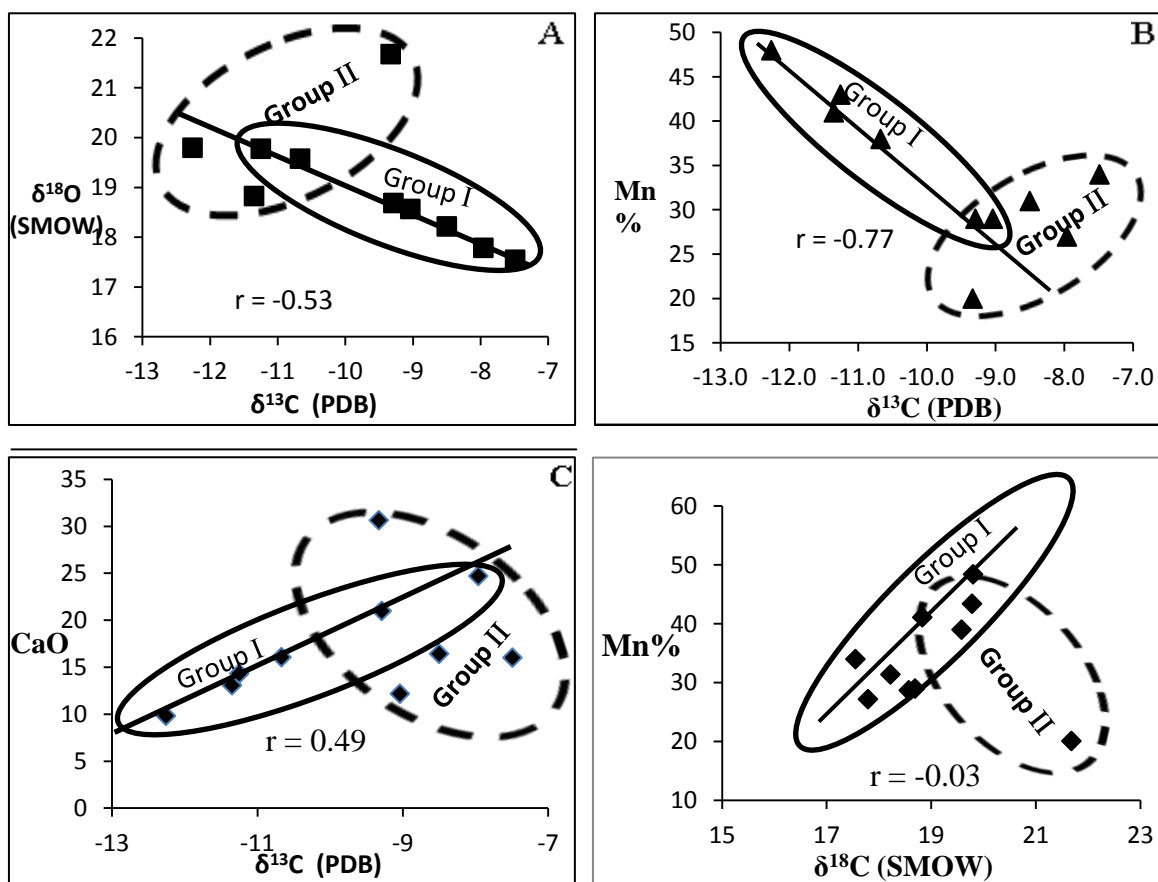 A
22
21
20
19
18
17
16
δ¹⁸O
(SMOW)
Group II
Group I
r = -0.53
-13 -12 -11 -10 -9 -8 -7
δ¹³C (PDB)
B
50
45
40
35
30
25
20
15
Mn
%
Group I
Group II
r = -0.77
-13.0 -12.0 -11.0 -10.0 -9.0 -8.0 -7.0
δ¹³C (PDB)
C
35
30
25
20
15
10
5
0
CaO
Group I
Group II
r = 0.49
-13 -11 -9 -7
δ¹³C (PDB)
60
50
40
30
20
10
Mn%
Group I
Group II
r = -0.03
15 17 19 21 23
δ¹⁸C (SMOW)